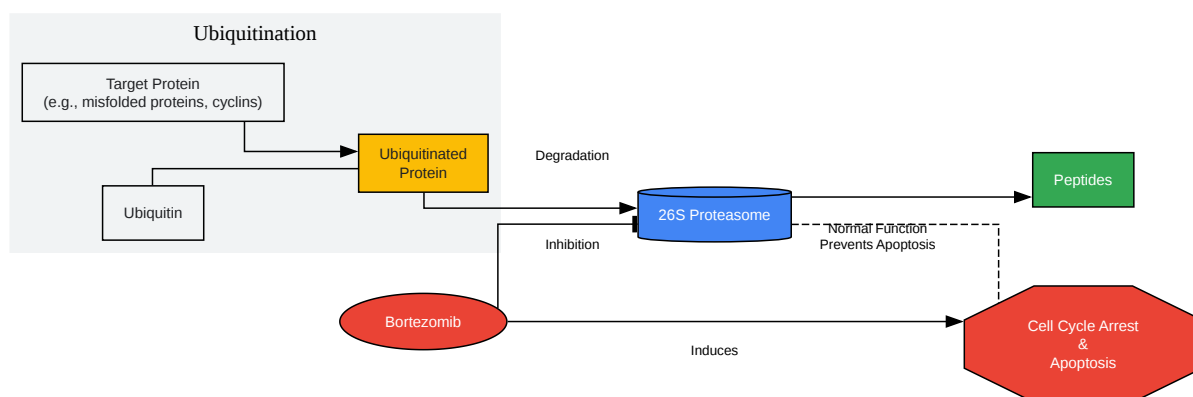 Ubiquitination
Target Protein
(e.g., misfolded proteins, cyclins)
Ubiquitinated
Protein
Ubiquitin
Degradation
26S Proteasome
Peptides
Inhibition
Normal Function
Prevents Apoptosis
Bortezomib
Induces
Cell Cycle Arrest
&
Apoptosis